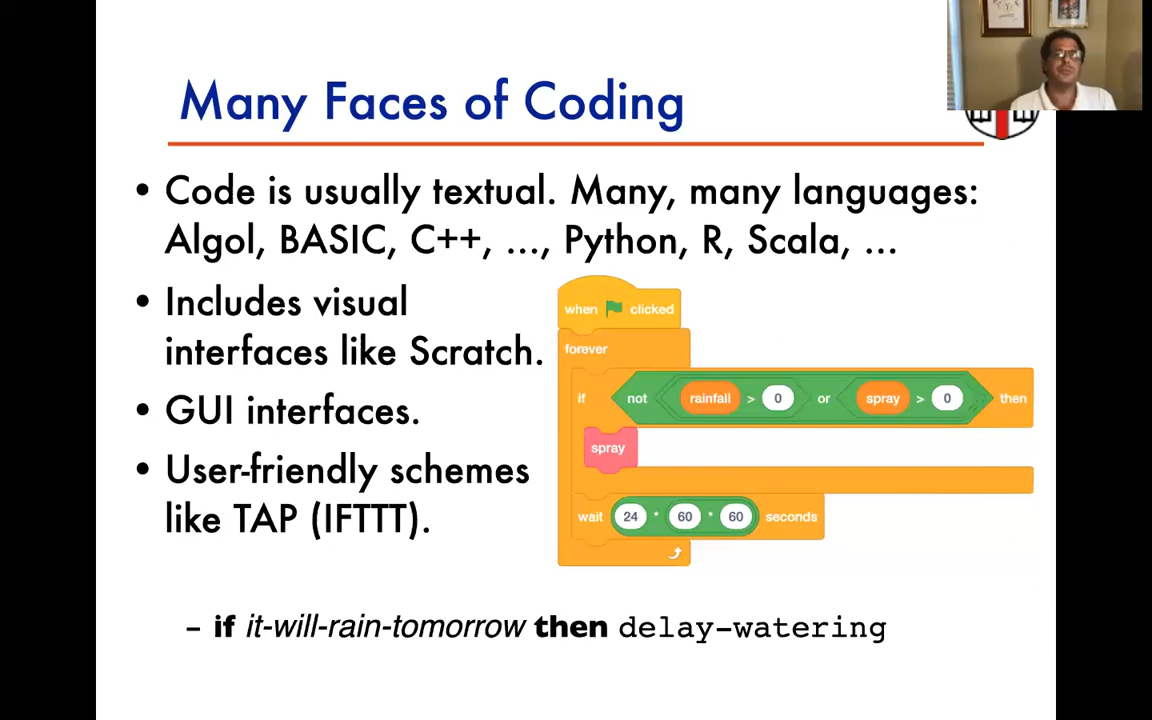 Many Faces of Coding
• Code is usually textual. Many, many languages:
Algol, BASIC, C++, ..., Python, R, Scala, ...
• Includes visual
interfaces like Scratch.
• GUI interfaces.
• User-friendly schemes
like TAP (IFTTT).
when clicked
forever
if not rainfall > 0 or spray > 0 then
spray
wait 24 * 60 * 60 seconds
– if it-will-rain-tomorrow then delay-watering